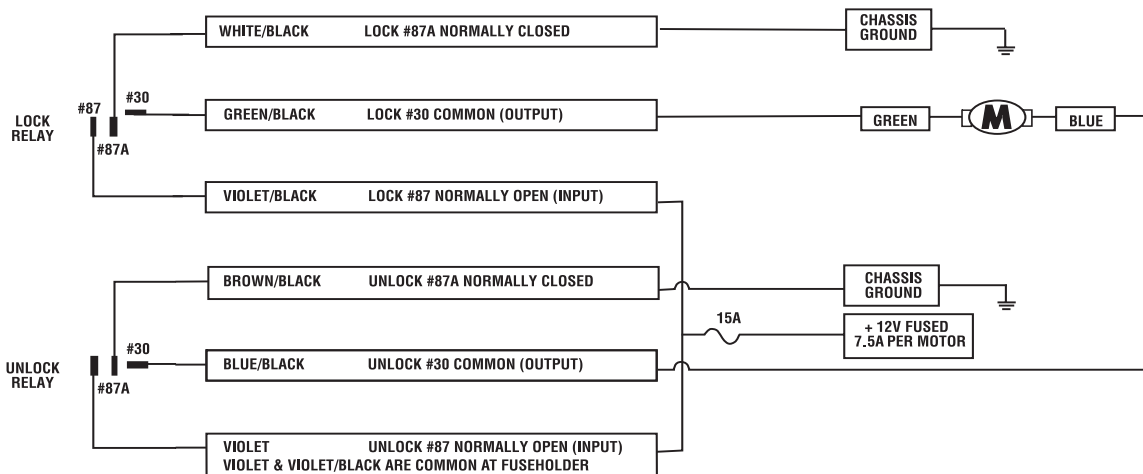 WHITE/BLACK LOCK #87A NORMALLY CLOSED
CHASSIS
GROUND
#87
#30
LOCK
RELAY
#87A
GREEN/BLACK LOCK #30 COMMON (OUTPUT)
GREEN
M
BLUE
VIOLET/BLACK LOCK #87 NORMALLY OPEN (INPUT)
BROWN/BLACK UNLOCK #87A NORMALLY CLOSED
CHASSIS
GROUND
15A
+ 12V FUSED
7.5A PER MOTOR
#30
UNLOCK
RELAY
#87A
BLUE/BLACK UNLOCK #30 COMMON (OUTPUT)
VIOLET UNLOCK #87 NORMALLY OPEN (INPUT)
VIOLET & VIOLET/BLACK ARE COMMON AT FUSEHOLDER